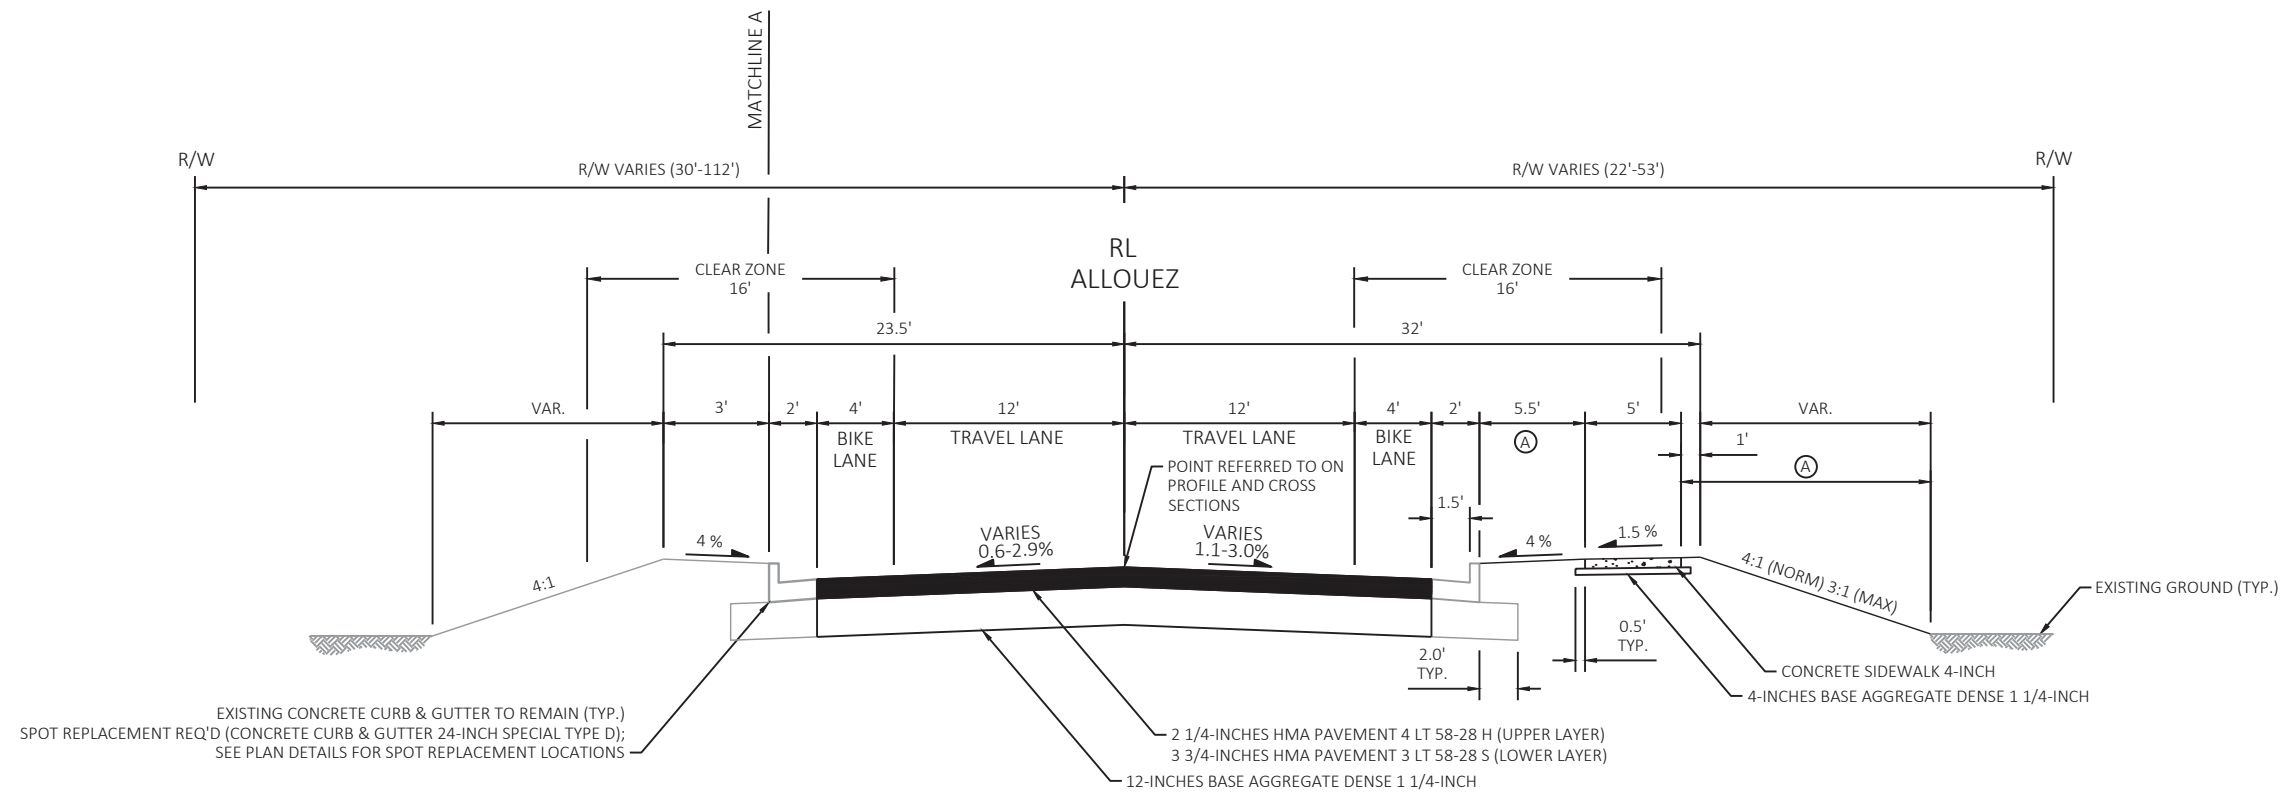 MATCHLINE A
R/W
R/W VARIES (30'-112')
R/W VARIES (22'-53')
R/W
RL
ALLOUEZ
CLEAR ZONE
16'
CLEAR ZONE
16'
23.5'
32'
VAR.
3'
2'
4'
12'
12'
4'
2'
5.5'
5'
VAR.
BIKE
LANE
TRAVEL LANE
TRAVEL LANE
BIKE
LANE
A
1'
A
POINT REFERRED TO ON
PROFILE AND CROSS
SECTIONS
1.5'
4 %
VARIES
0.6-2.9%
VARIES
1.1-3.0%
4 %
1.5 %
4:1
4:1 (NORM) 3:1 (MAX)
EXISTING GROUND (TYP.)
0.5'
TYP.
2.0'
TYP.
CONCRETE SIDEWALK 4-INCH
4-INCHES BASE AGGREGATE DENSE 1 1/4-INCH
EXISTING CONCRETE CURB & GUTTER TO REMAIN (TYP.)
SPOT REPLACEMENT REQ'D (CONCRETE CURB & GUTTER 24-INCH SPECIAL TYPE D);
SEE PLAN DETAILS FOR SPOT REPLACEMENT LOCATIONS
2 1/4-INCHES HMA PAVEMENT 4 LT 58-28 H (UPPER LAYER)
3 3/4-INCHES HMA PAVEMENT 3 LT 58-28 S (LOWER LAYER)
12-INCHES BASE AGGREGATE DENSE 1 1/4-INCH